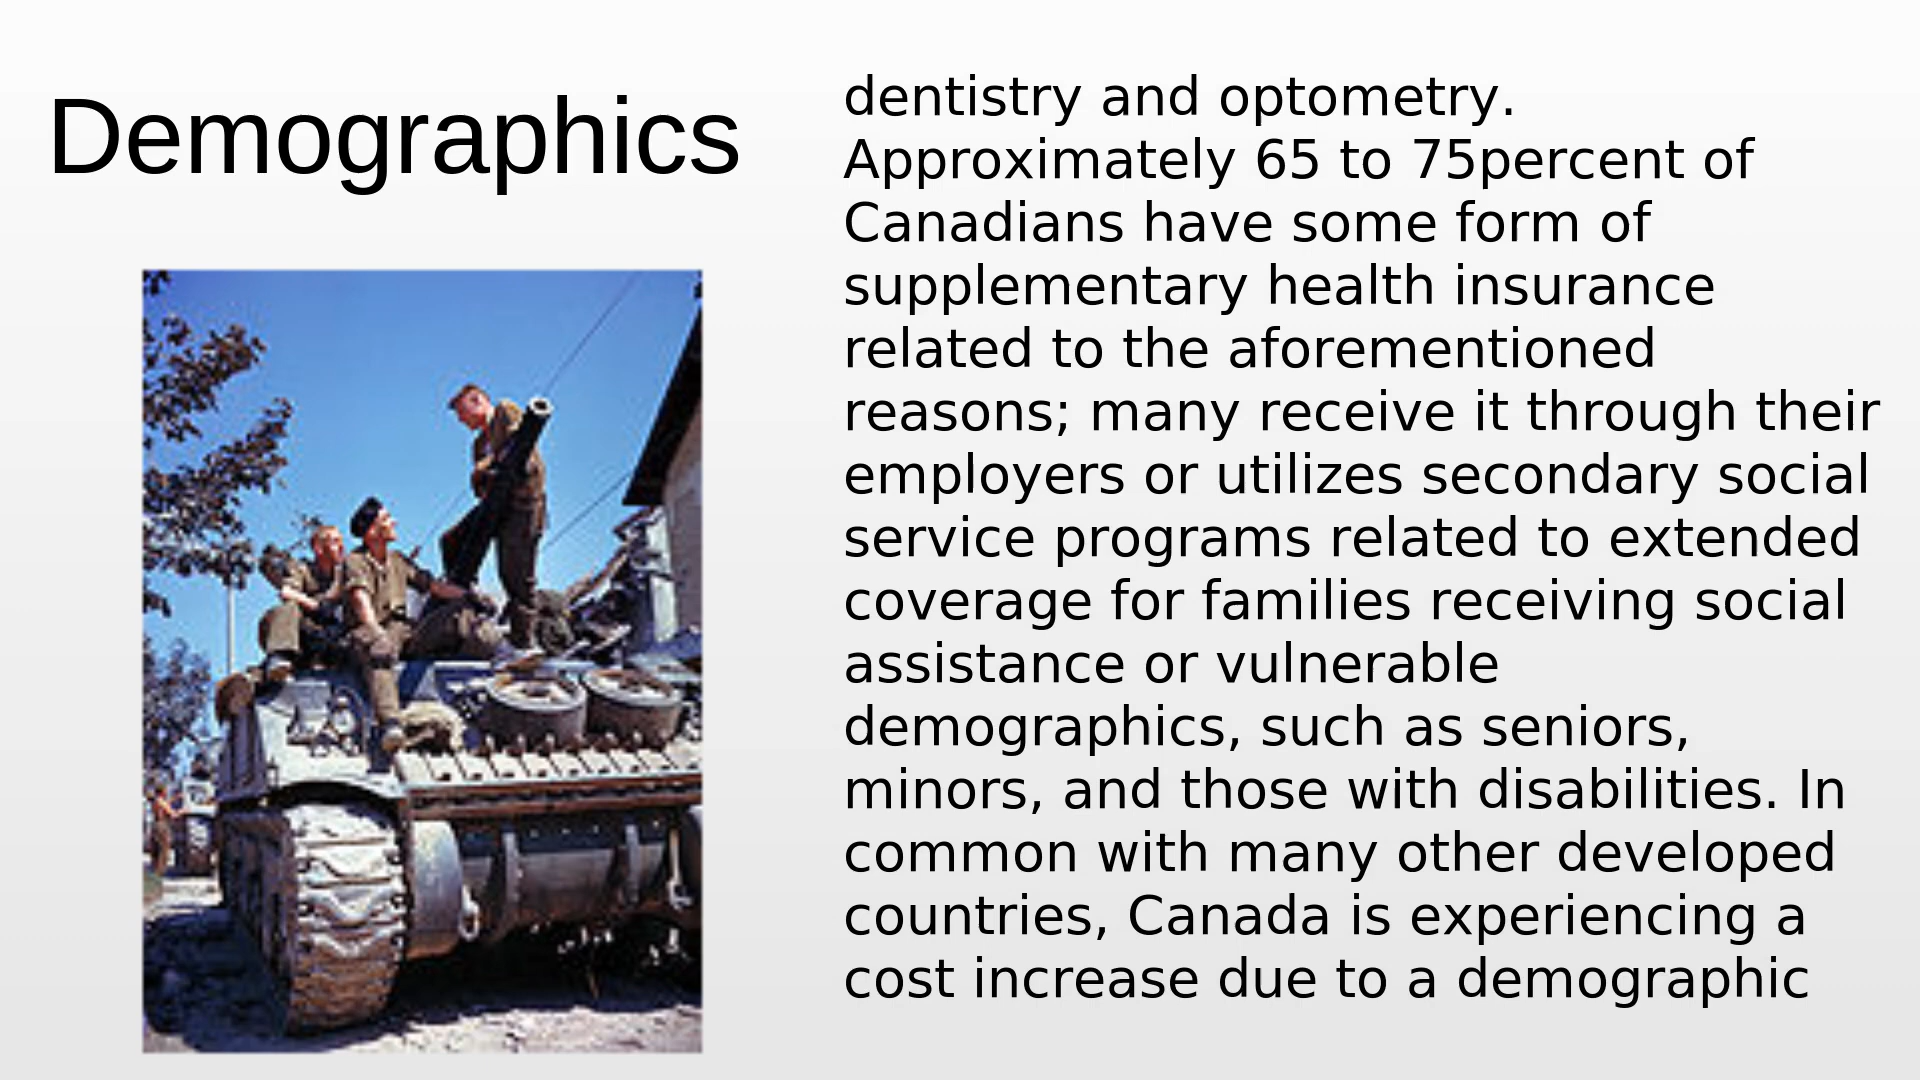 Demographics
dentistry and optometry.
Approximately 65 to 75percent of
Canadians have some form of
supplementary health insurance
related to the aforementioned
reasons; many receive it through their
employers or utilizes secondary social
service programs related to extended
coverage for families receiving social
assistance or vulnerable
demographics, such as seniors,
minors, and those with disabilities. In
common with many other developed
countries, Canada is experiencing a
cost increase due to a demographic